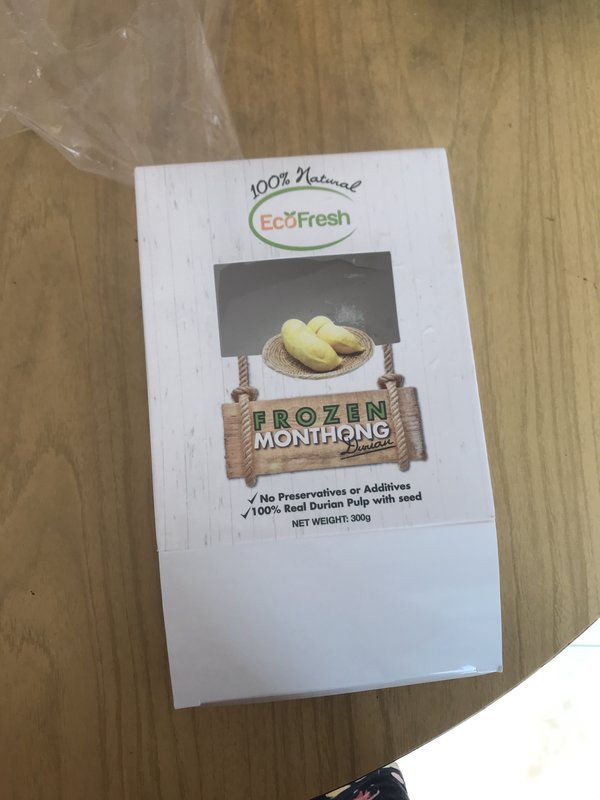 100% Natural
EcoFresh
FROZEN
MONTHONG
Durian
✓ No Preservatives or Additives
✓ 100% Real Durian Pulp with seed
NET WEIGHT: 300g